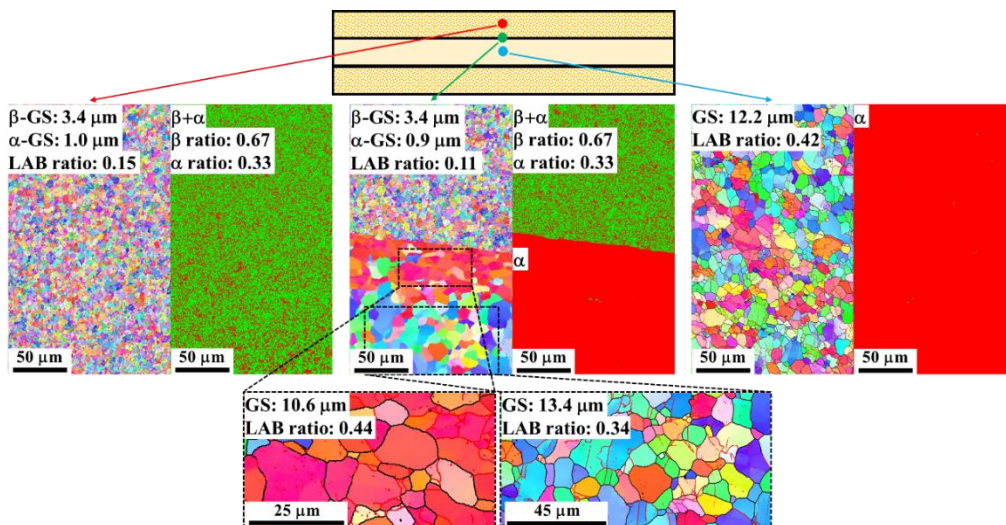 β-GS: 3.4 μm
α-GS: 1.0 μm
LAB ratio: 0.15
50 μm
β+α
β ratio: 0.67
α ratio: 0.33
50 μm
β-GS: 3.4 μm
α-GS: 0.9 μm
LAB ratio: 0.11
50 μm
β+α
β ratio: 0.67
α ratio: 0.33
α
50 μm
GS: 12.2 μm
LAB ratio: 0.42
50 μm
α
50 μm
GS: 10.6 μm
LAB ratio: 0.44
25 μm
GS: 13.4 μm
LAB ratio: 0.34
45 μm